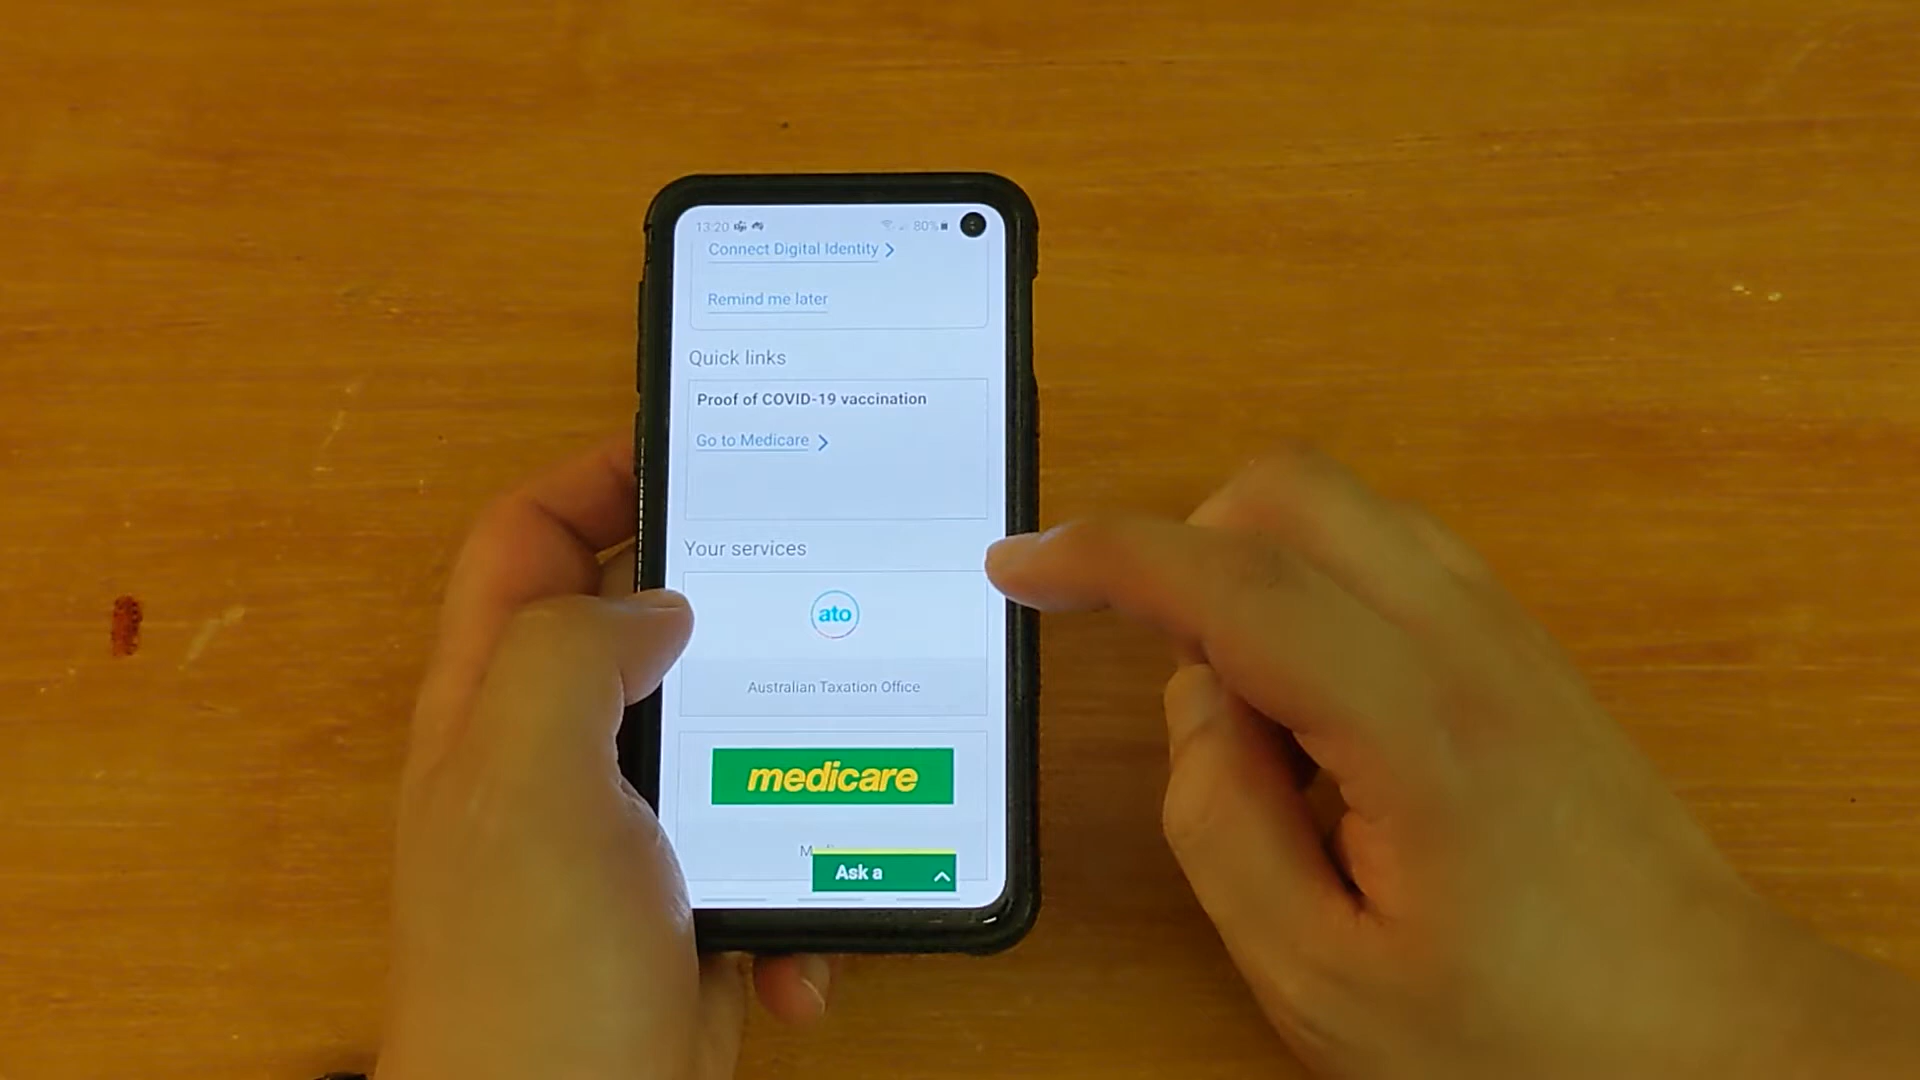 13:20 80%
Connect Digital Identity
Remind me later
Quick links
Proof of COVID-19 vaccination
Go to Medicare
Your services
ato
Australian Taxation Office
medicare
Ask a